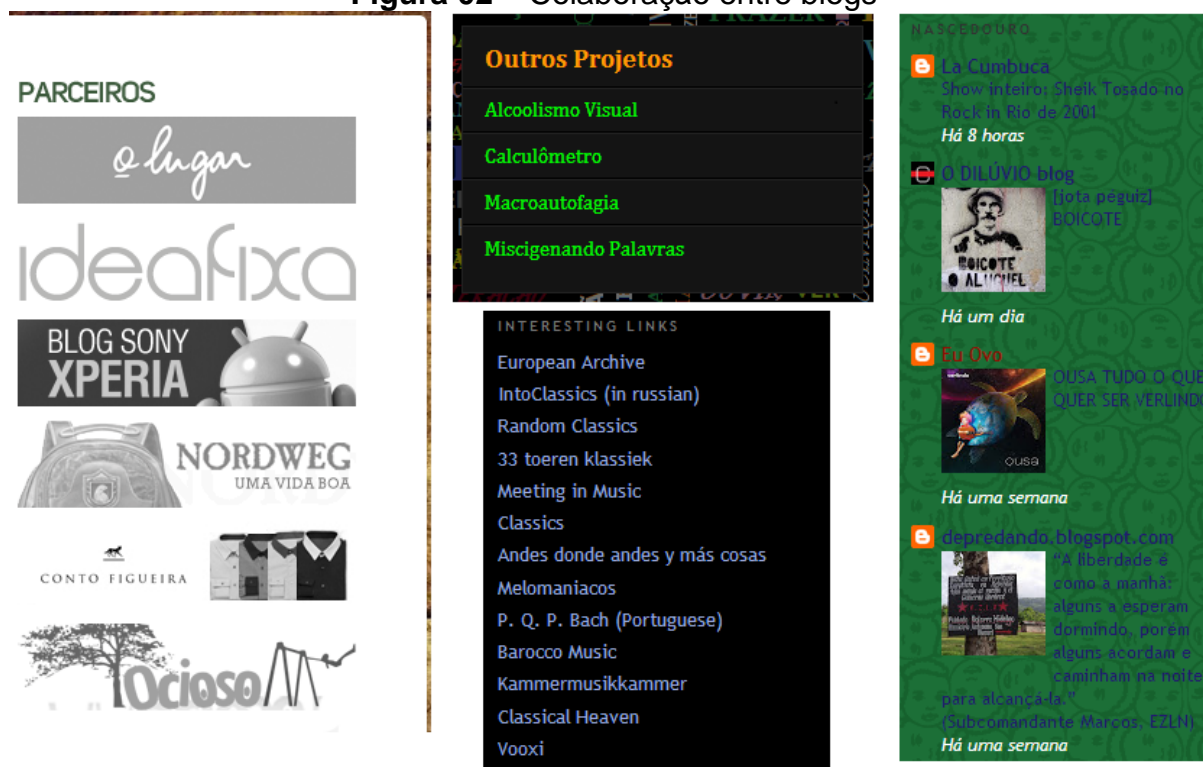 Figura 02 – Colaboração entre blogs
PARCEIROS
o lugar
ideafixa
BLOG SONY
XPERIA
NORDWEG
UMA VIDA BOA
CONTO FIGUEIRA
Ocioso
PRAZER
Outros Projetos
Alcoolismo Visual
Calculômetro
Macroautofagia
Miscigenando Palavras
VER
INTERESTING LINKS
European Archive
IntoClassics (in russian)
Random Classics
33 toeren klassiek
Meeting in Music
Classics
Andes donde andes y más cosas
Melomaniacos
P. Q. P. Bach (Portuguese)
Barocco Music
Kammermusikkammer
Classical Heaven
Vooxi
NASCEDOURO
La Cumbuca
Show inteiro: Sheik Tosado no
Rock in Rio de 2001
Há 8 horas
O DILÚVIO blog
[jota pêguiz]
BOICOTE
BOICOTE
O ALUGUEL
Há um dia
Eu Ovo
OUSA TUDO O QUE
QUER SER VERLINDO
ousa
Há uma semana
depredando.blogspot.com
"A liberdade é
como a manhã:
alguns a esperam
dormindo, porém
alguns acordam e
caminham na noite
para alcançá-la."
(Subcomandante Marcos, EZLN)
Há uma semana